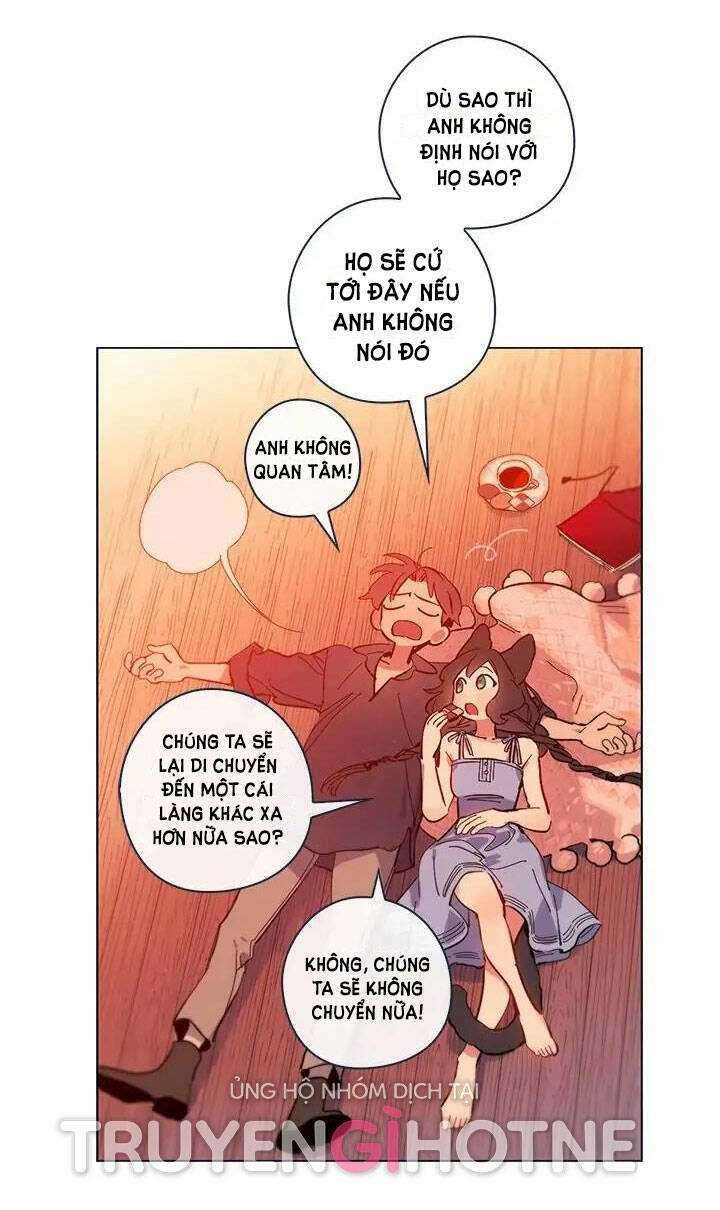 DÙ SAO THÌ
ANH KHÔNG
ĐỊNH NÓI VỚI
HỌ SAO?
HỌ SẼ CỨ
TỚI ĐÂY NẾU
ANH KHÔNG
NÓI ĐÓ
ANH KHÔNG
QUAN TÂM!
CHÚNG TA SẼ
LẠI DI CHUYỂN
ĐẾN MỘT CÁI
LÀNG KHÁC XA
HƠN NỮA SAO?
KHÔNG, CHÚNG
TA SẼ KHÔNG
CHUYỂN NỮA!
ỦNG HỘ NHÓM DỊCH TẠI
TRUYENGIHOTNE